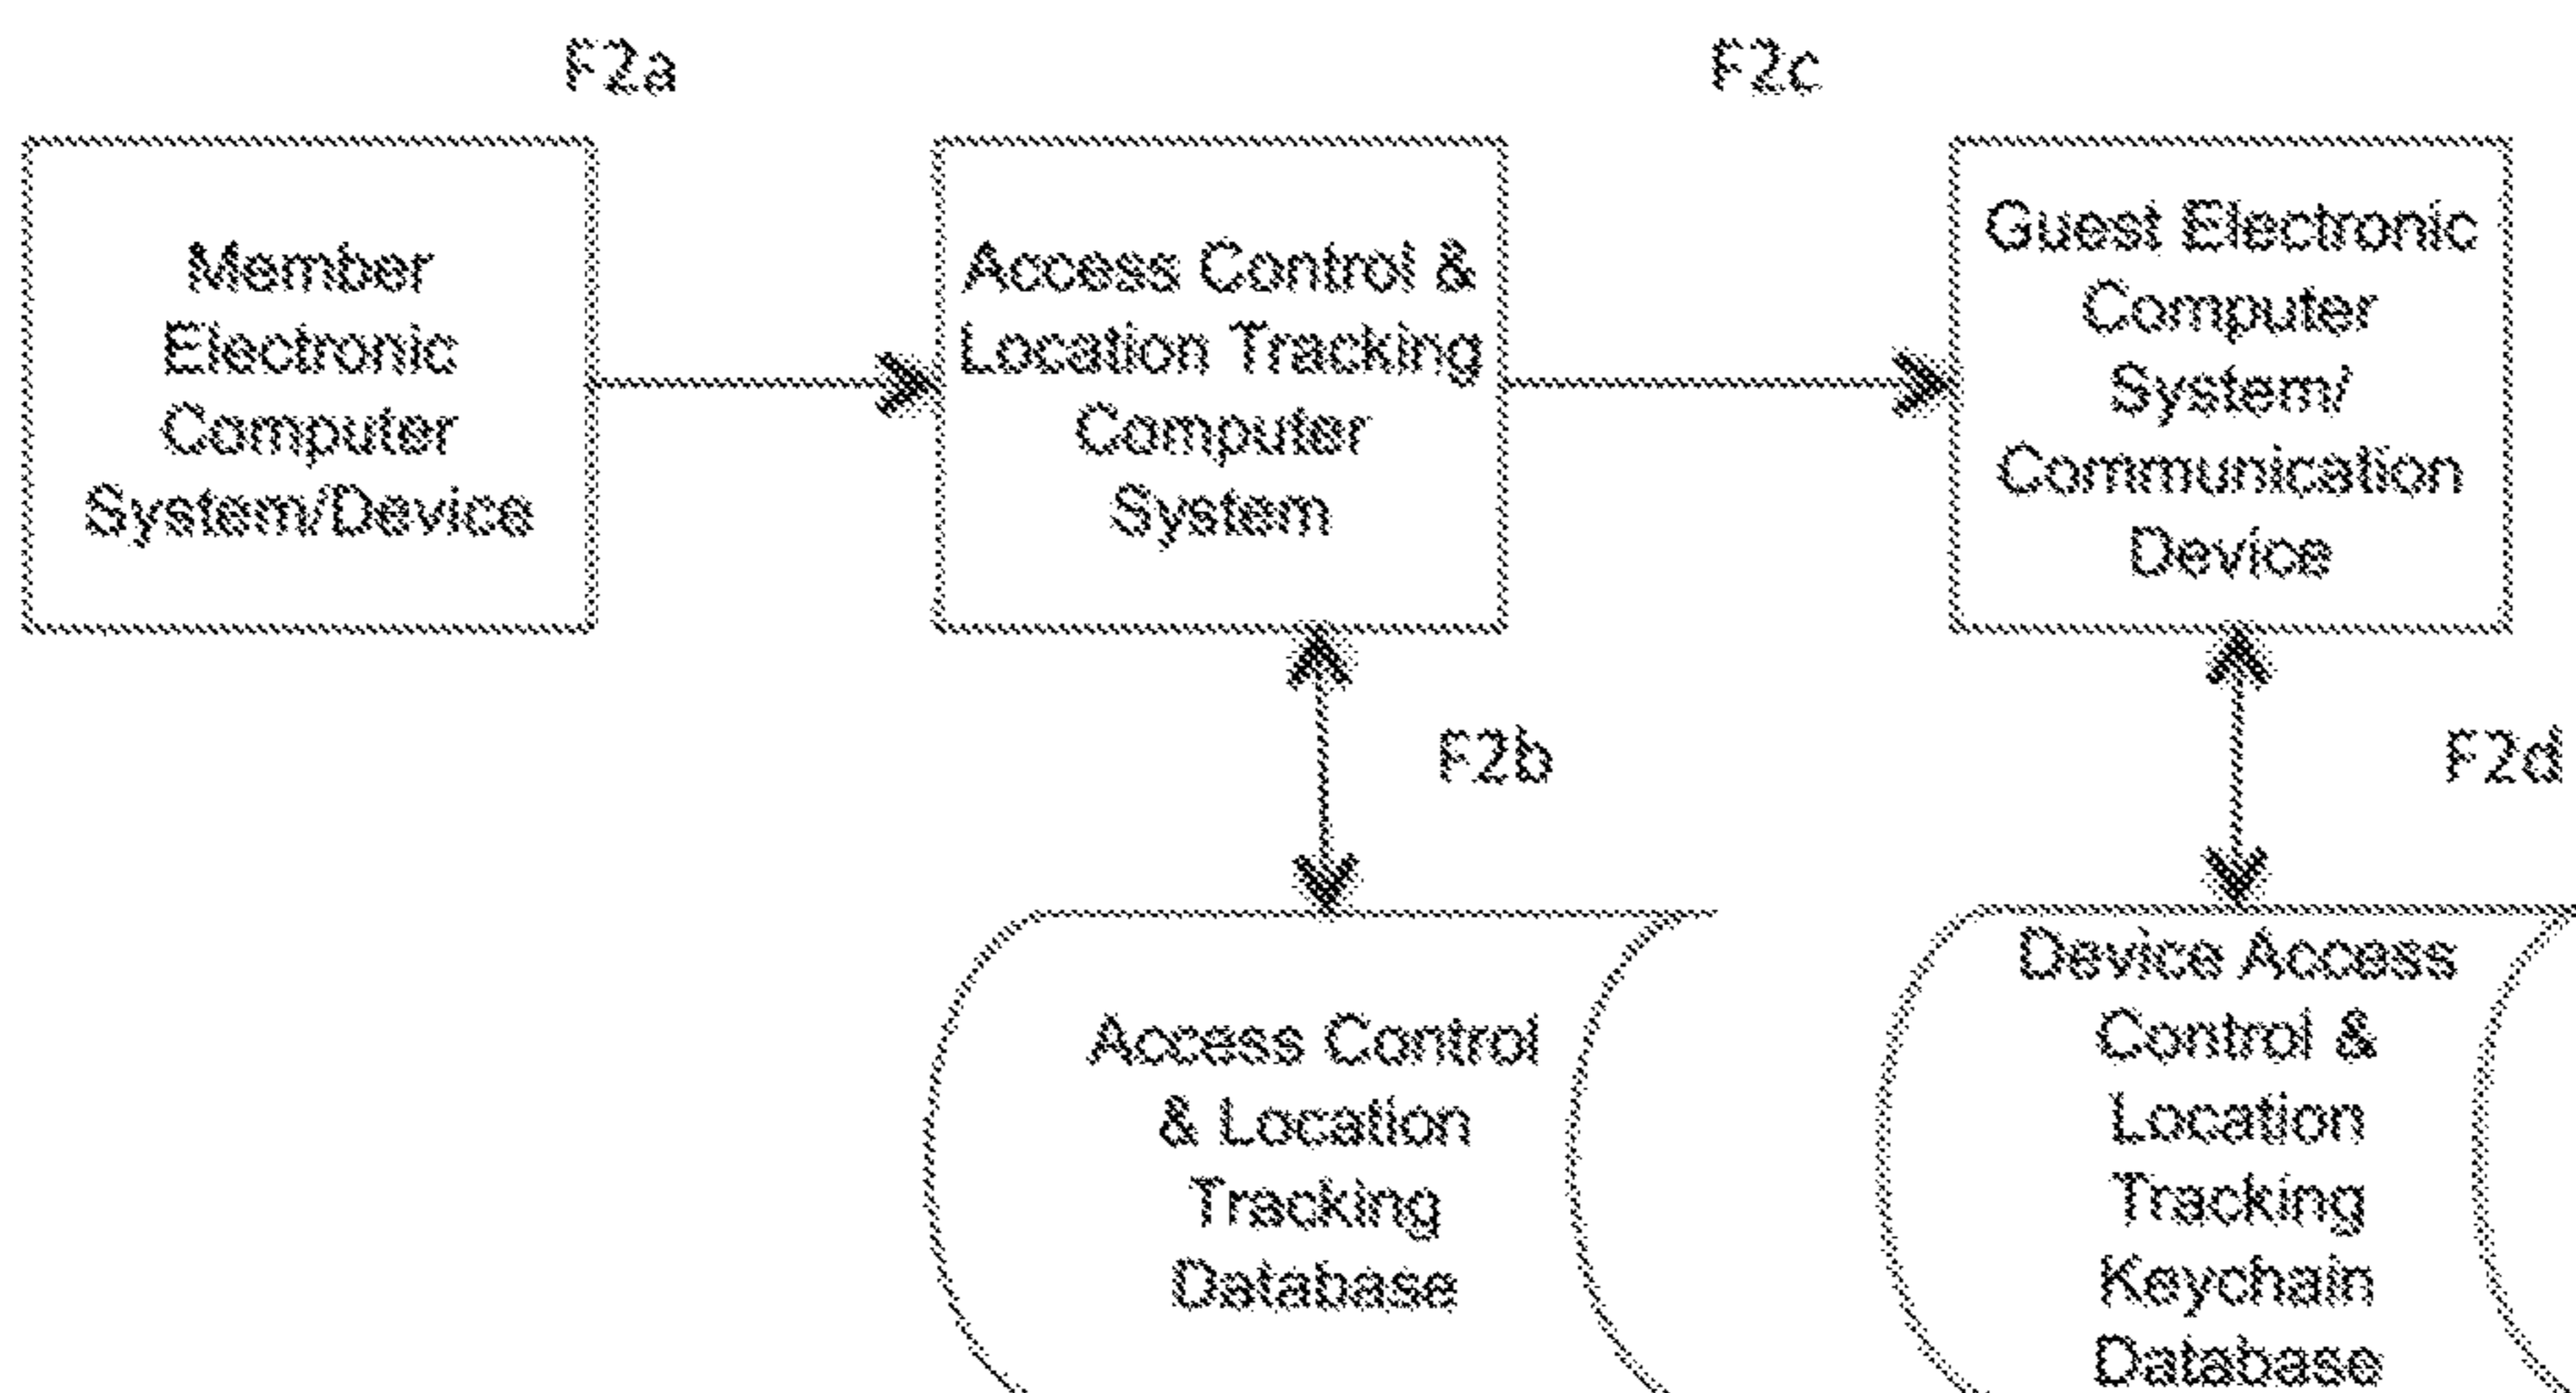 F2a
F2c
Member
Electronic
Computer
System/Device
Access Control &
Location Tracking
Computer
System
Guest Electronic
Computer
System/
Communication
Device
F2b
F2d
Access Control
& Location
Tracking
Database
Device Access
Control &
Location
Tracking
Keychain
Database